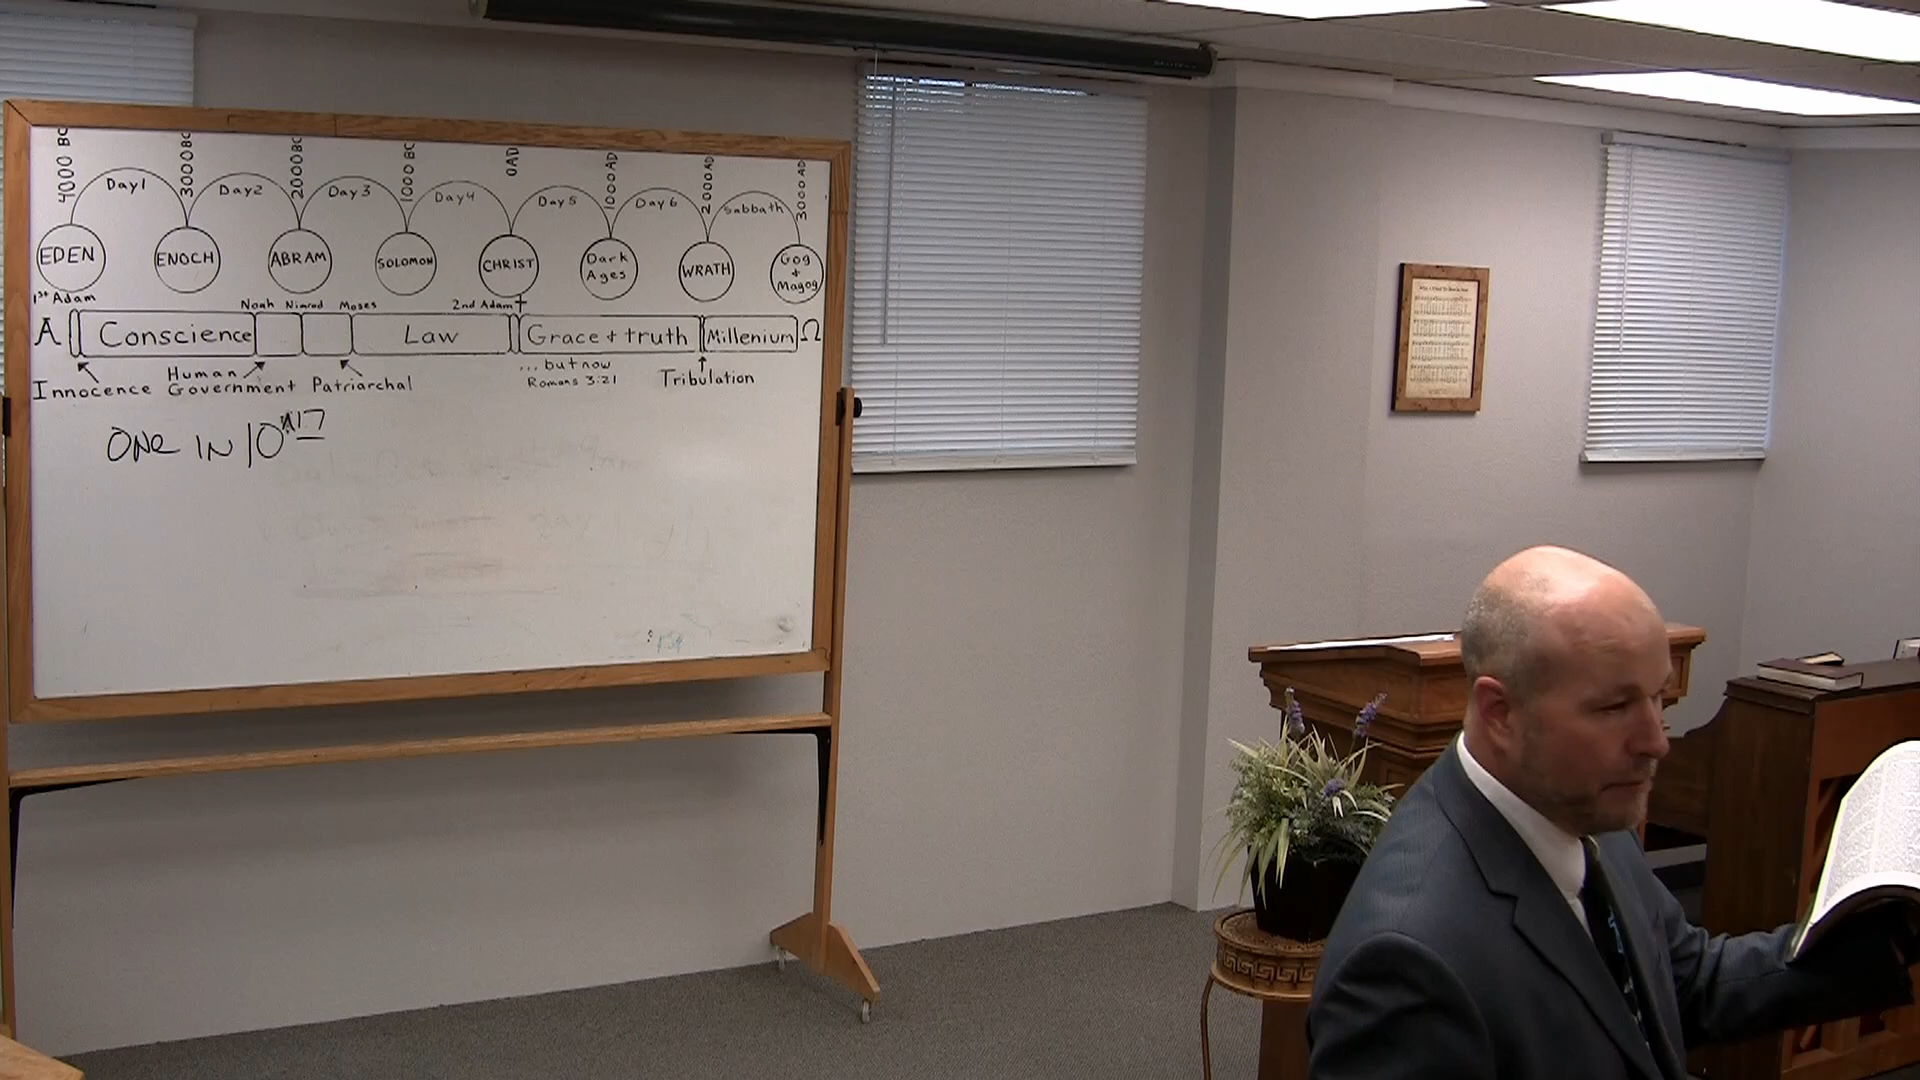 4000 BC 3000 BC 2000 BC 1000 BC 0AD 1000 AD 2000 AD 3000 AD
Day 1 Day 2 Day 3 Day 4 Day 5 Day 6 Sabbath
EDEN ENOCH ABRAM SOLOMON CHRIST Dark Ages WRATH Gog + Magog
1st Adam Noah Nimrod Moses 2nd Adam
A Conscience Law Grace + truth Millenium Ω
... but now
Human Romans 3:21 Tribulation
Innocence Government Patriarchal
ONE IN 10 17